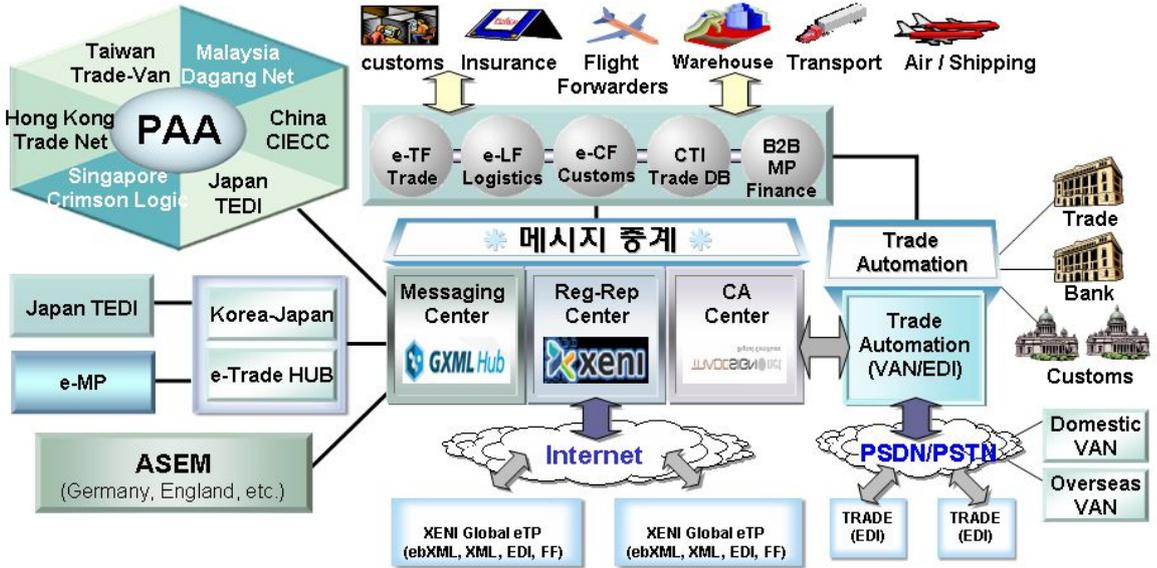 Taiwan
Trade-Van
Malaysia
Dagang Net
Hong Kong
Trade Net
PAA
China
CIECC
Singapore
Crimson Logic
Japan
TEDI
customs
Insurance
Flight
Forwarders
Warehouse
Transport
Air / Shipping
e-TF
Trade
e-LF
Logistics
e-CF
Customs
CTI
Trade DB
B2B
MP
Finance
메시지 중계
Trade
Automation
Trade
Bank
Customs
Japan TEDI
e-MP
Korea-Japan
e-Trade HUB
ASEM
(Germany, England, etc.)
Messaging
Center
GXML Hub
Reg-Rep
Center
xeni
CA
Center
Trade
Automation
(VAN/EDI)
Internet
PSDN/PSTN
Domestic
VAN
Overseas
VAN
XENI Global eTP
(ebXML, XML, EDI, FF)
XENI Global eTP
(ebXML, XML, EDI, FF)
TRADE
(EDI)
TRADE
(EDI)